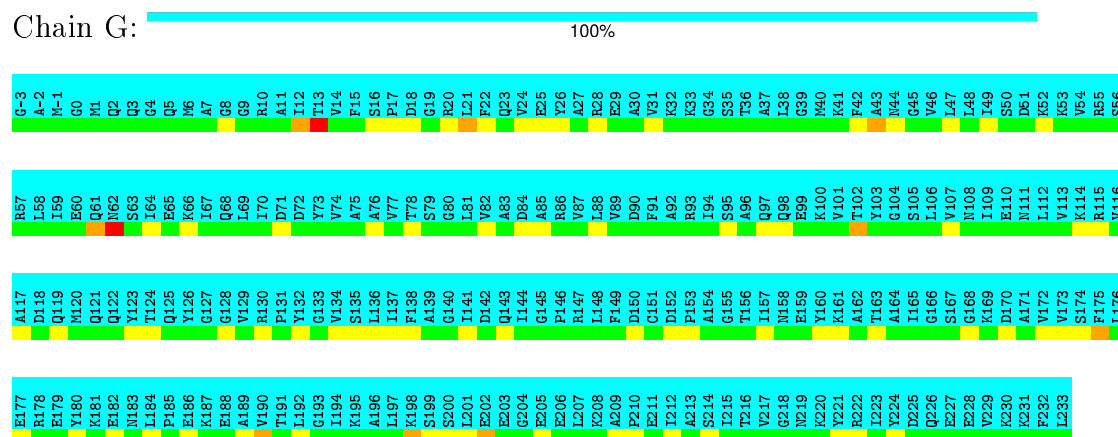 Chain G:
100%
G-3 A-2 M-1 G0 M1 Q2 Q3 G4 Q5 M6 A7 G8 G9 R10 A11 I12 T13 V14 F15 S16 P17 D18 G19 R20 L21 F22 Q23 V24 E25 Y26 A27 R28 E29 A30 V31 K32 K33 G34 S35 T36 A37 L38 G39 M40 K41 F42 A43 N44 G45 V46 L47 L48 I49 S50 D51 K52 K53 V54 R55 S56
R57 L58 I59 E60 Q61 N62 S63 I64 E65 K66 I67 Q68 L69 I70 D71 D72 Y73 V74 A75 A76 V77 T78 S79 G80 L81 V82 A83 D84 A85 R86 V87 L88 V89 D90 F91 A92 R93 I94 S95 A96 Q97 Q98 E99 K100 V101 T102 Y103 G104 S105 L106 V107 N108 I109 E110 N111 L112 V113 K114 R115 V116
A117 D118 Q119 M120 Q121 Q122 Y123 T124 Q125 Y126 G127 G128 V129 R130 P131 Y132 G133 V134 S135 L136 I137 F138 A139 G140 I141 D142 Q143 I144 G145 P146 R147 L148 F149 D150 C151 D152 P153 A154 G155 T156 I157 N158 E159 Y160 K161 A162 T163 A164 I165 G166 S167 G168 K169 D170 A171 V172 V173 S174 F175 L176
E177 R178 E179 Y180 K181 E182 N183 L184 P185 E186 K187 E188 A189 V190 T191 L192 G193 I194 K195 A196 L197 K198 S199 S200 L201 E202 E203 G204 E205 E206 L207 K208 A209 P210 E211 I212 A213 S214 I215 T216 V217 G218 N219 K220 Y221 R222 I223 Y224 D225 Q226 E227 E228 V229 K230 K231 F232 L233